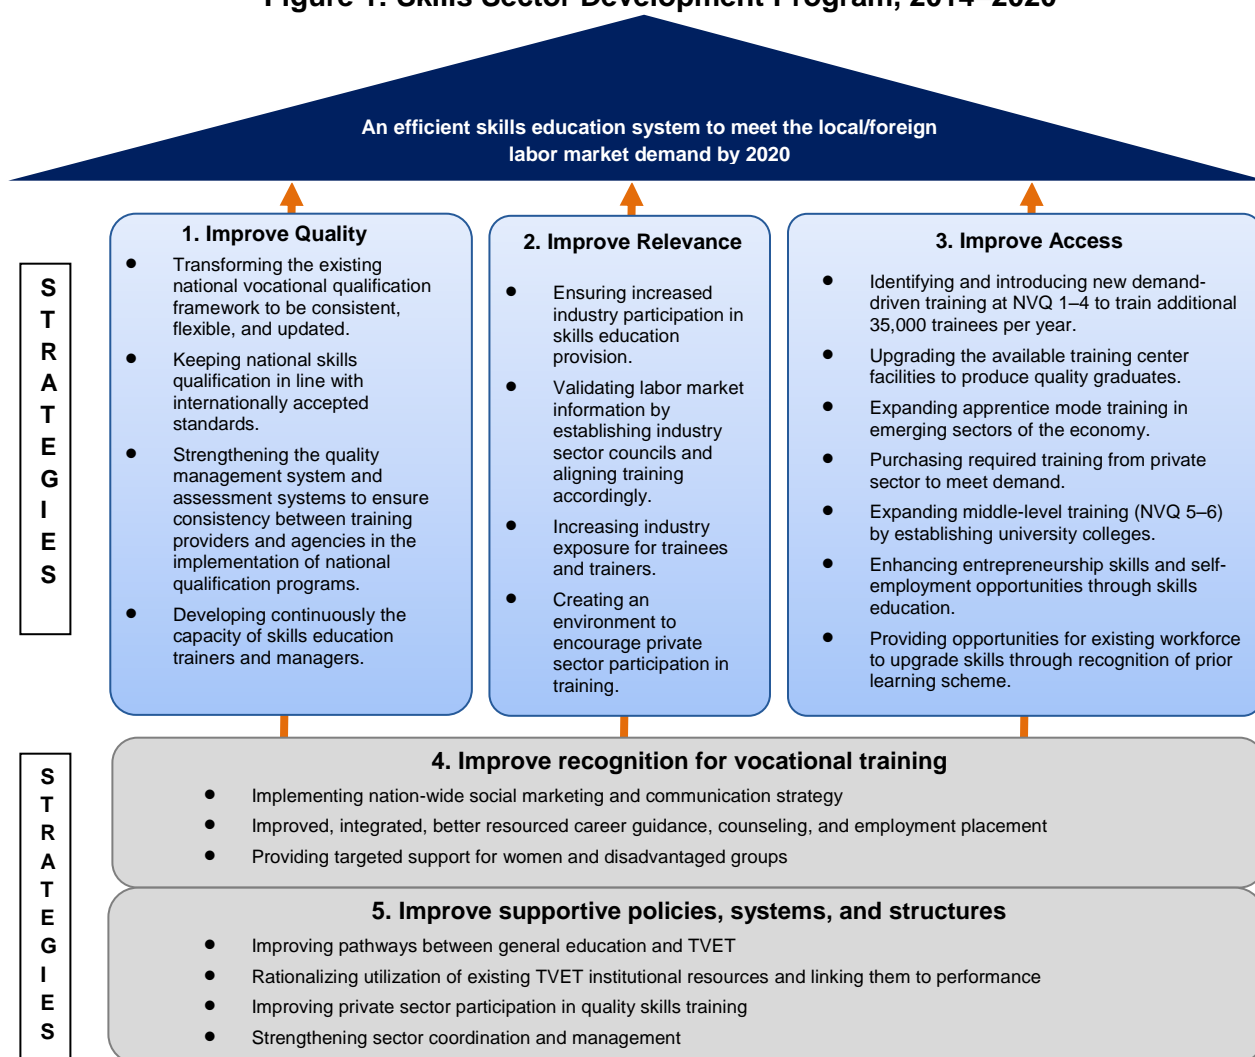 Figure 1: Skills Sector Development Program, 2014–2020
An efficient skills education system to meet the local/foreign
labor market demand by 2020
STRATEGIES
1. Improve Quality
● Transforming the existing
national vocational qualification
framework to be consistent,
flexible, and updated.
● Keeping national skills
qualification in line with
internationally accepted
standards.
● Strengthening the quality
management system and
assessment systems to ensure
consistency between training
providers and agencies in the
implementation of national
qualification programs.
● Developing continuously the
capacity of skills education
trainers and managers.
2. Improve Relevance
● Ensuring increased
industry participation in
skills education
provision.
● Validating labor market
information by
establishing industry
sector councils and
aligning training
accordingly.
● Increasing industry
exposure for trainees
and trainers.
● Creating an
environment to
encourage private
sector participation in
training.
3. Improve Access
● Identifying and introducing new demand-
driven training at NVQ 1–4 to train additional
35,000 trainees per year.
● Upgrading the available training center
facilities to produce quality graduates.
● Expanding apprentice mode training in
emerging sectors of the economy.
● Purchasing required training from private
sector to meet demand.
● Expanding middle-level training (NVQ 5–6)
by establishing university colleges.
● Enhancing entrepreneurship skills and self-
employment opportunities through skills
education.
● Providing opportunities for existing workforce
to upgrade skills through recognition of prior
learning scheme.
STRATEGIES
4. Improve recognition for vocational training
● Implementing nation-wide social marketing and communication strategy
● Improved, integrated, better resourced career guidance, counseling, and employment placement
● Providing targeted support for women and disadvantaged groups
5. Improve supportive policies, systems, and structures
● Improving pathways between general education and TVET
● Rationalizing utilization of existing TVET institutional resources and linking them to performance
● Improving private sector participation in quality skills training
● Strengthening sector coordination and management